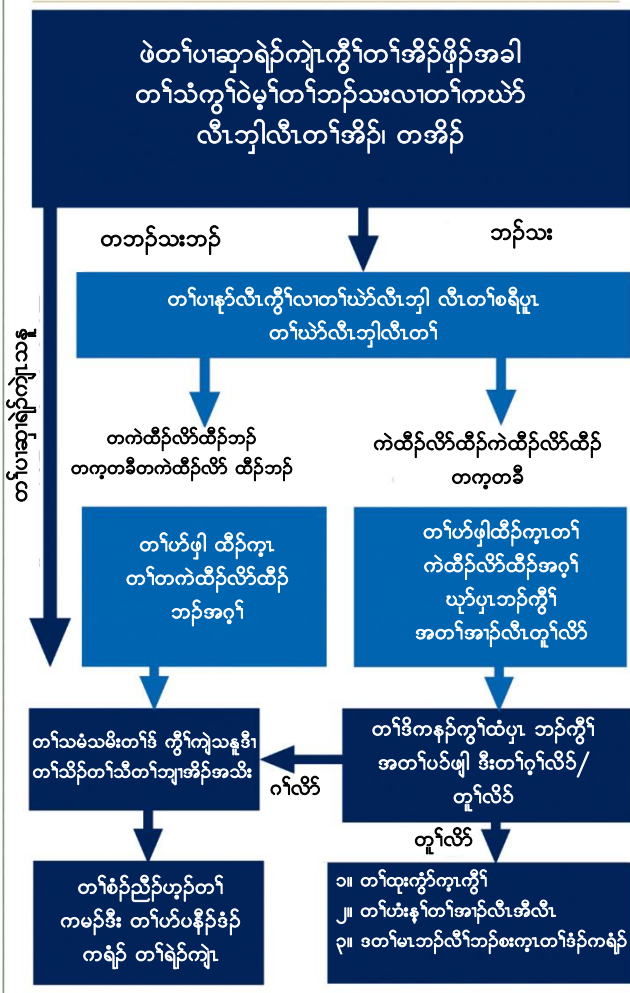 ဖဲတၢ်ပၢဆှၢရဲၣ်ကျဲၤကွီၢ်တၢ်အိၣ်ဖှိၣ်အခါ
တၢ်သံကွၢ်ဝဲမ့ၢ်တၢ်ဘၣ်သးလၢတၢ်ကဃဲာ်
လီၤဘှါလီၤတၢ်အိၣ်၊ တအိၣ်
တဘၣ်သးဘၣ်
ဘၣ်သး
တၢ်ပၢနုာ်လီၤကွီၢ်လၢတၢ်ဃဲာ်လီၤဘှါ လီၤတၢ်စရီပူၤ
တၢ်ဃဲာ်လီၤဘှါလီၤတၢ်
တၢ်ပၢဆှၢရဲၣ်ကျဲၤသနူ
တကဲထီၣ်လိာ်ထီၣ်ဘၣ်
တက့တခီတကဲထီၣ်လိာ် ထီၣ်ဘၣ်
ကဲထီၣ်လိာ်ထီၣ်ကဲထီၣ်လိာ်ထီၣ်
တက့တခီ
တၢ်ဟ်ဖှါ ထီၣ်က့ၤ
တၢ်တကဲထီၣ်လိာ်ထီၣ်
ဘၣ်အဂ့ၢ်
တၢ်ဟ်ဖှါထီၣ်က့ၤတၢ်
ကဲထီၣ်လိာ်ထီၣ်အဂ့ၢ်
ဃုာ်ပှၤဘၣ်ကွီၢ်
အတၢ်အၢၣ်လီၤတူၢ်လိာ်
တၢ်သမံသမိးတၢ်ဒ် ကွီၢ်ကျဲသနူဒီၢ
တၢ်သိၣ်တၢ်သီတၢ်ဘျၢအိၣ်အသိး
ဂၢ်လိာ်
တၢ်ဒိကနၣ်ကွၢ်ထံပှၤ ဘၣ်ကွီၢ်
အတၢ်ပာ်ဖျါ ဒီးတၢ်ဂ့ၢ်လိာ်/
တူၢ်လိာ်
တူၢ်လိာ်
တၢ်စံၣ်ညီၣ်ဟ့ၣ်တၢ်
ကမၣ်ဒီး တၢ်ဟ်ပနီၣ်ဒံၣ်
ကရံၣ် တၢ်ရဲၣ်ကျဲၤ
၁။ တၢ်ထုးကွံာ်က့ၤကွီၢ်
၂။ တၢ်ဟံးန့ၢ်တၢ်အၢၣ်လီၤအီလီၤ
၃။ ဒတၢ်မၤဘၣ်လီၢ်ဘၣ်စးက့ၤတၢ်ဒံၣ်ကရံၣ်